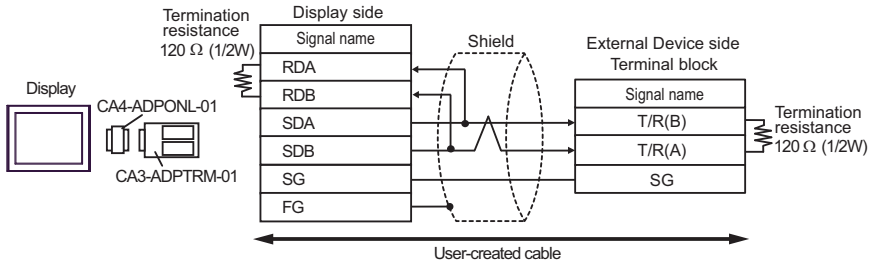 Termination
resistance
120 Ω (1/2W)
Display side
Signal name
RDA
RDB
SDA
SDB
SG
FG
Shield
External Device side
Terminal block
Signal name
T/R(B)
T/R(A)
SG
Termination
resistance
120 Ω (1/2W)
Display
CA4-ADPONL-01
CA3-ADPTRM-01
User-created cable